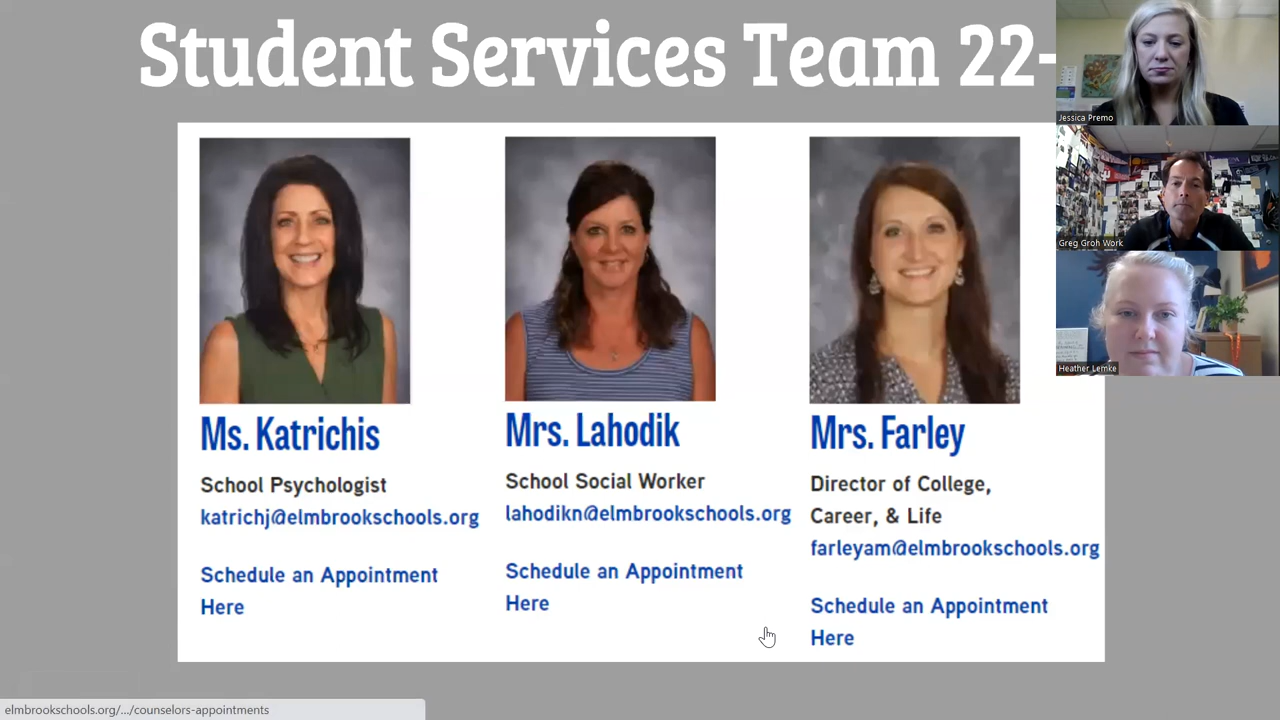 Student Services Team 22-
Jessica Premo
Greg Groh Work
Heather Lemke
Ms. Katrichis
School Psychologist
katrichj@elmbrookschools.org
Schedule an Appointment
Here
Mrs. Lahodik
School Social Worker
lahodikn@elmbrookschools.org
Schedule an Appointment
Here
Mrs. Farley
Director of College,
Career, & Life
farleyam@elmbrookschools.org
Schedule an Appointment
Here
elmbrookschools.org/.../counselors-appointments